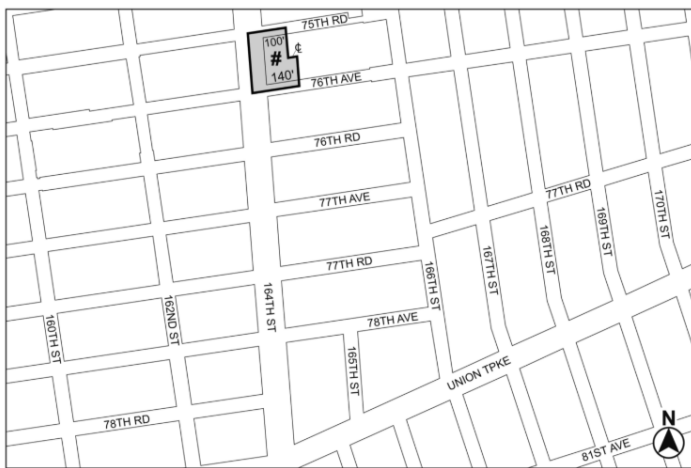 75TH RD
100'
#
℄
140'
76TH AVE
76TH RD
77TH AVE
77TH RD
77TH RD
160TH ST
162ND ST
164TH ST
165TH ST
166TH ST
167TH ST
168TH ST
169TH ST
170TH ST
78TH AVE
UNION TPKE
78TH RD
81ST AVE
N